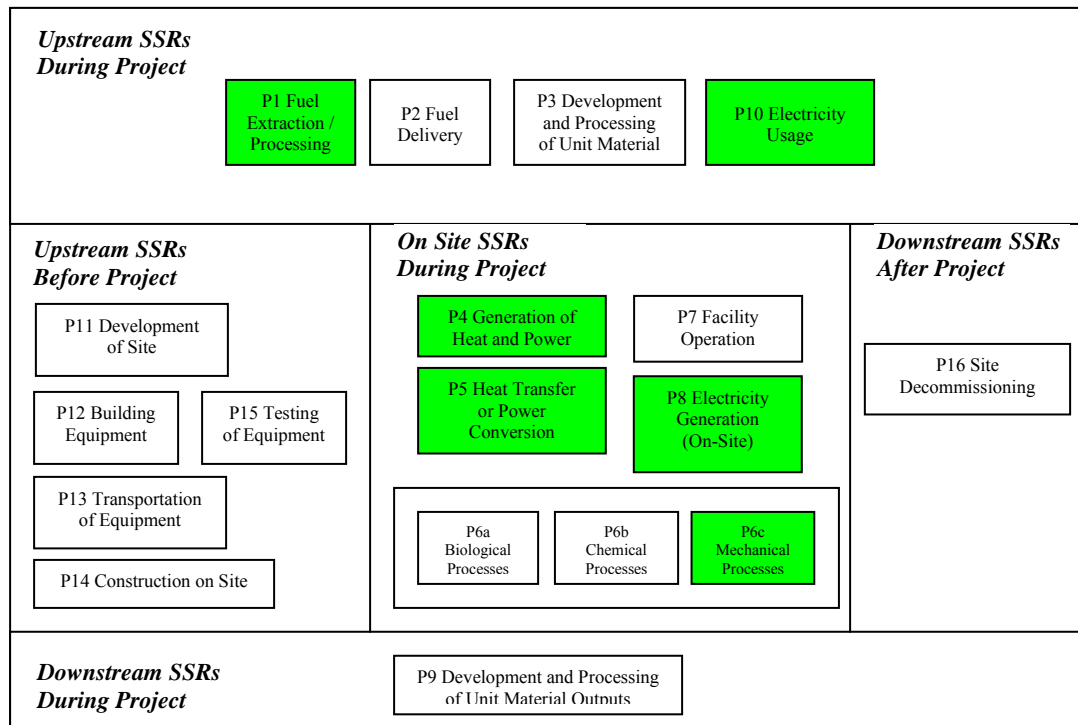 Upstream SSRs
During Project
P1 Fuel
Extraction /
Processing
P2 Fuel
Delivery
P3 Development
and Processing
of Unit Material
P10 Electricity
Usage
Upstream SSRs
Before Project
P11 Development
of Site
P12 Building
Equipment
P15 Testing
of Equipment
P13 Transportation
of Equipment
P14 Construction on Site
On Site SSRs
During Project
P4 Generation of
Heat and Power
P7 Facility
Operation
P5 Heat Transfer
or Power
Conversion
P8 Electricity
Generation
(On-Site)
P6a
Biological
Processes
P6b
Chemical
Processes
P6c
Mechanical
Processes
Downstream SSRs
After Project
P16 Site
Decommissioning
Downstream SSRs
During Project
P9 Development and Processing
of Unit Material Outputs